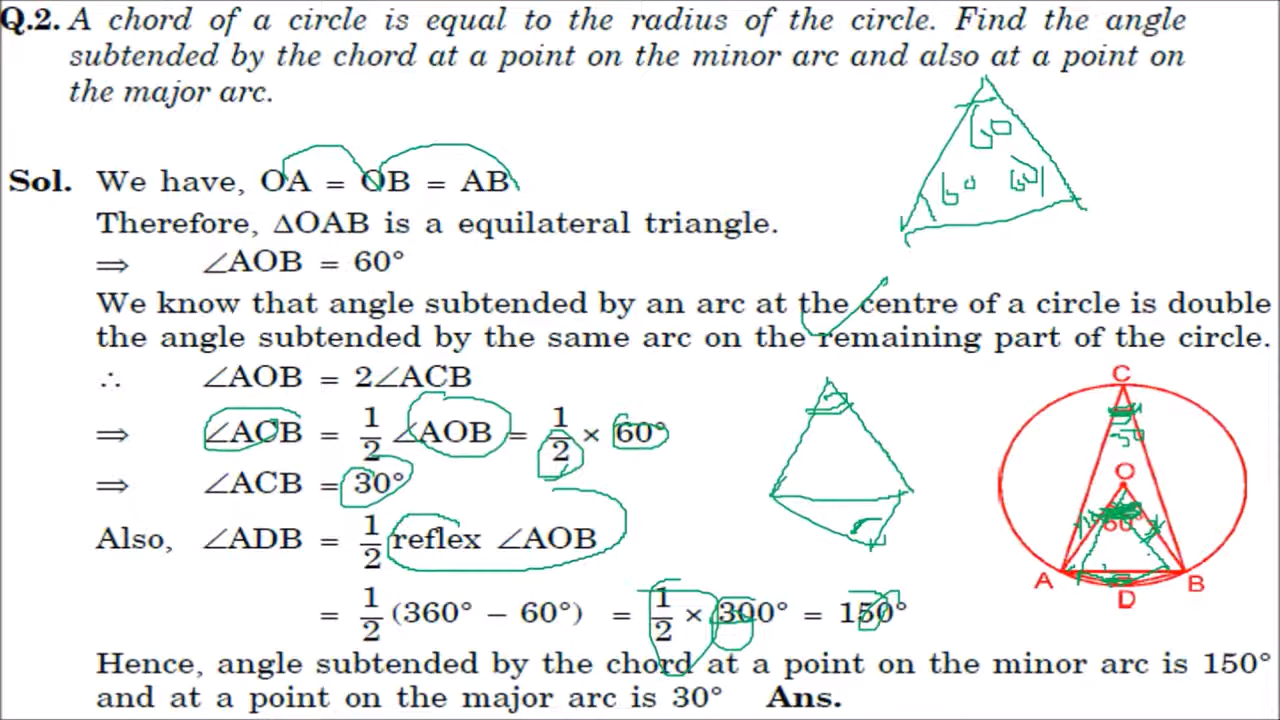 Q.2. A chord of a circle is equal to the radius of the circle. Find the angle
subtended by the chord at a point on the minor arc and also at a point on
the major arc.
60
60
Sol. We have, OA = OB = AB
Therefore, ΔOAB is a equilateral triangle.
⇒ ∠AOB = 60°
We know that angle subtended by an arc at the centre of a circle is double
the angle subtended by the same arc on the remaining part of the circle.
∴ ∠AOB = 2∠ACB
⇒ ∠ACB = 1/2 ∠AOB = 1/2 × 60°
⇒ ∠ACB = 30°
Also, ∠ADB = 1/2 reflex ∠AOB
= 1/2 (360° − 60°) = 1/2 × 300° = 150°
Hence, angle subtended by the chord at a point on the minor arc is 150°
and at a point on the major arc is 30° Ans.
C
O
60°
A
B
D